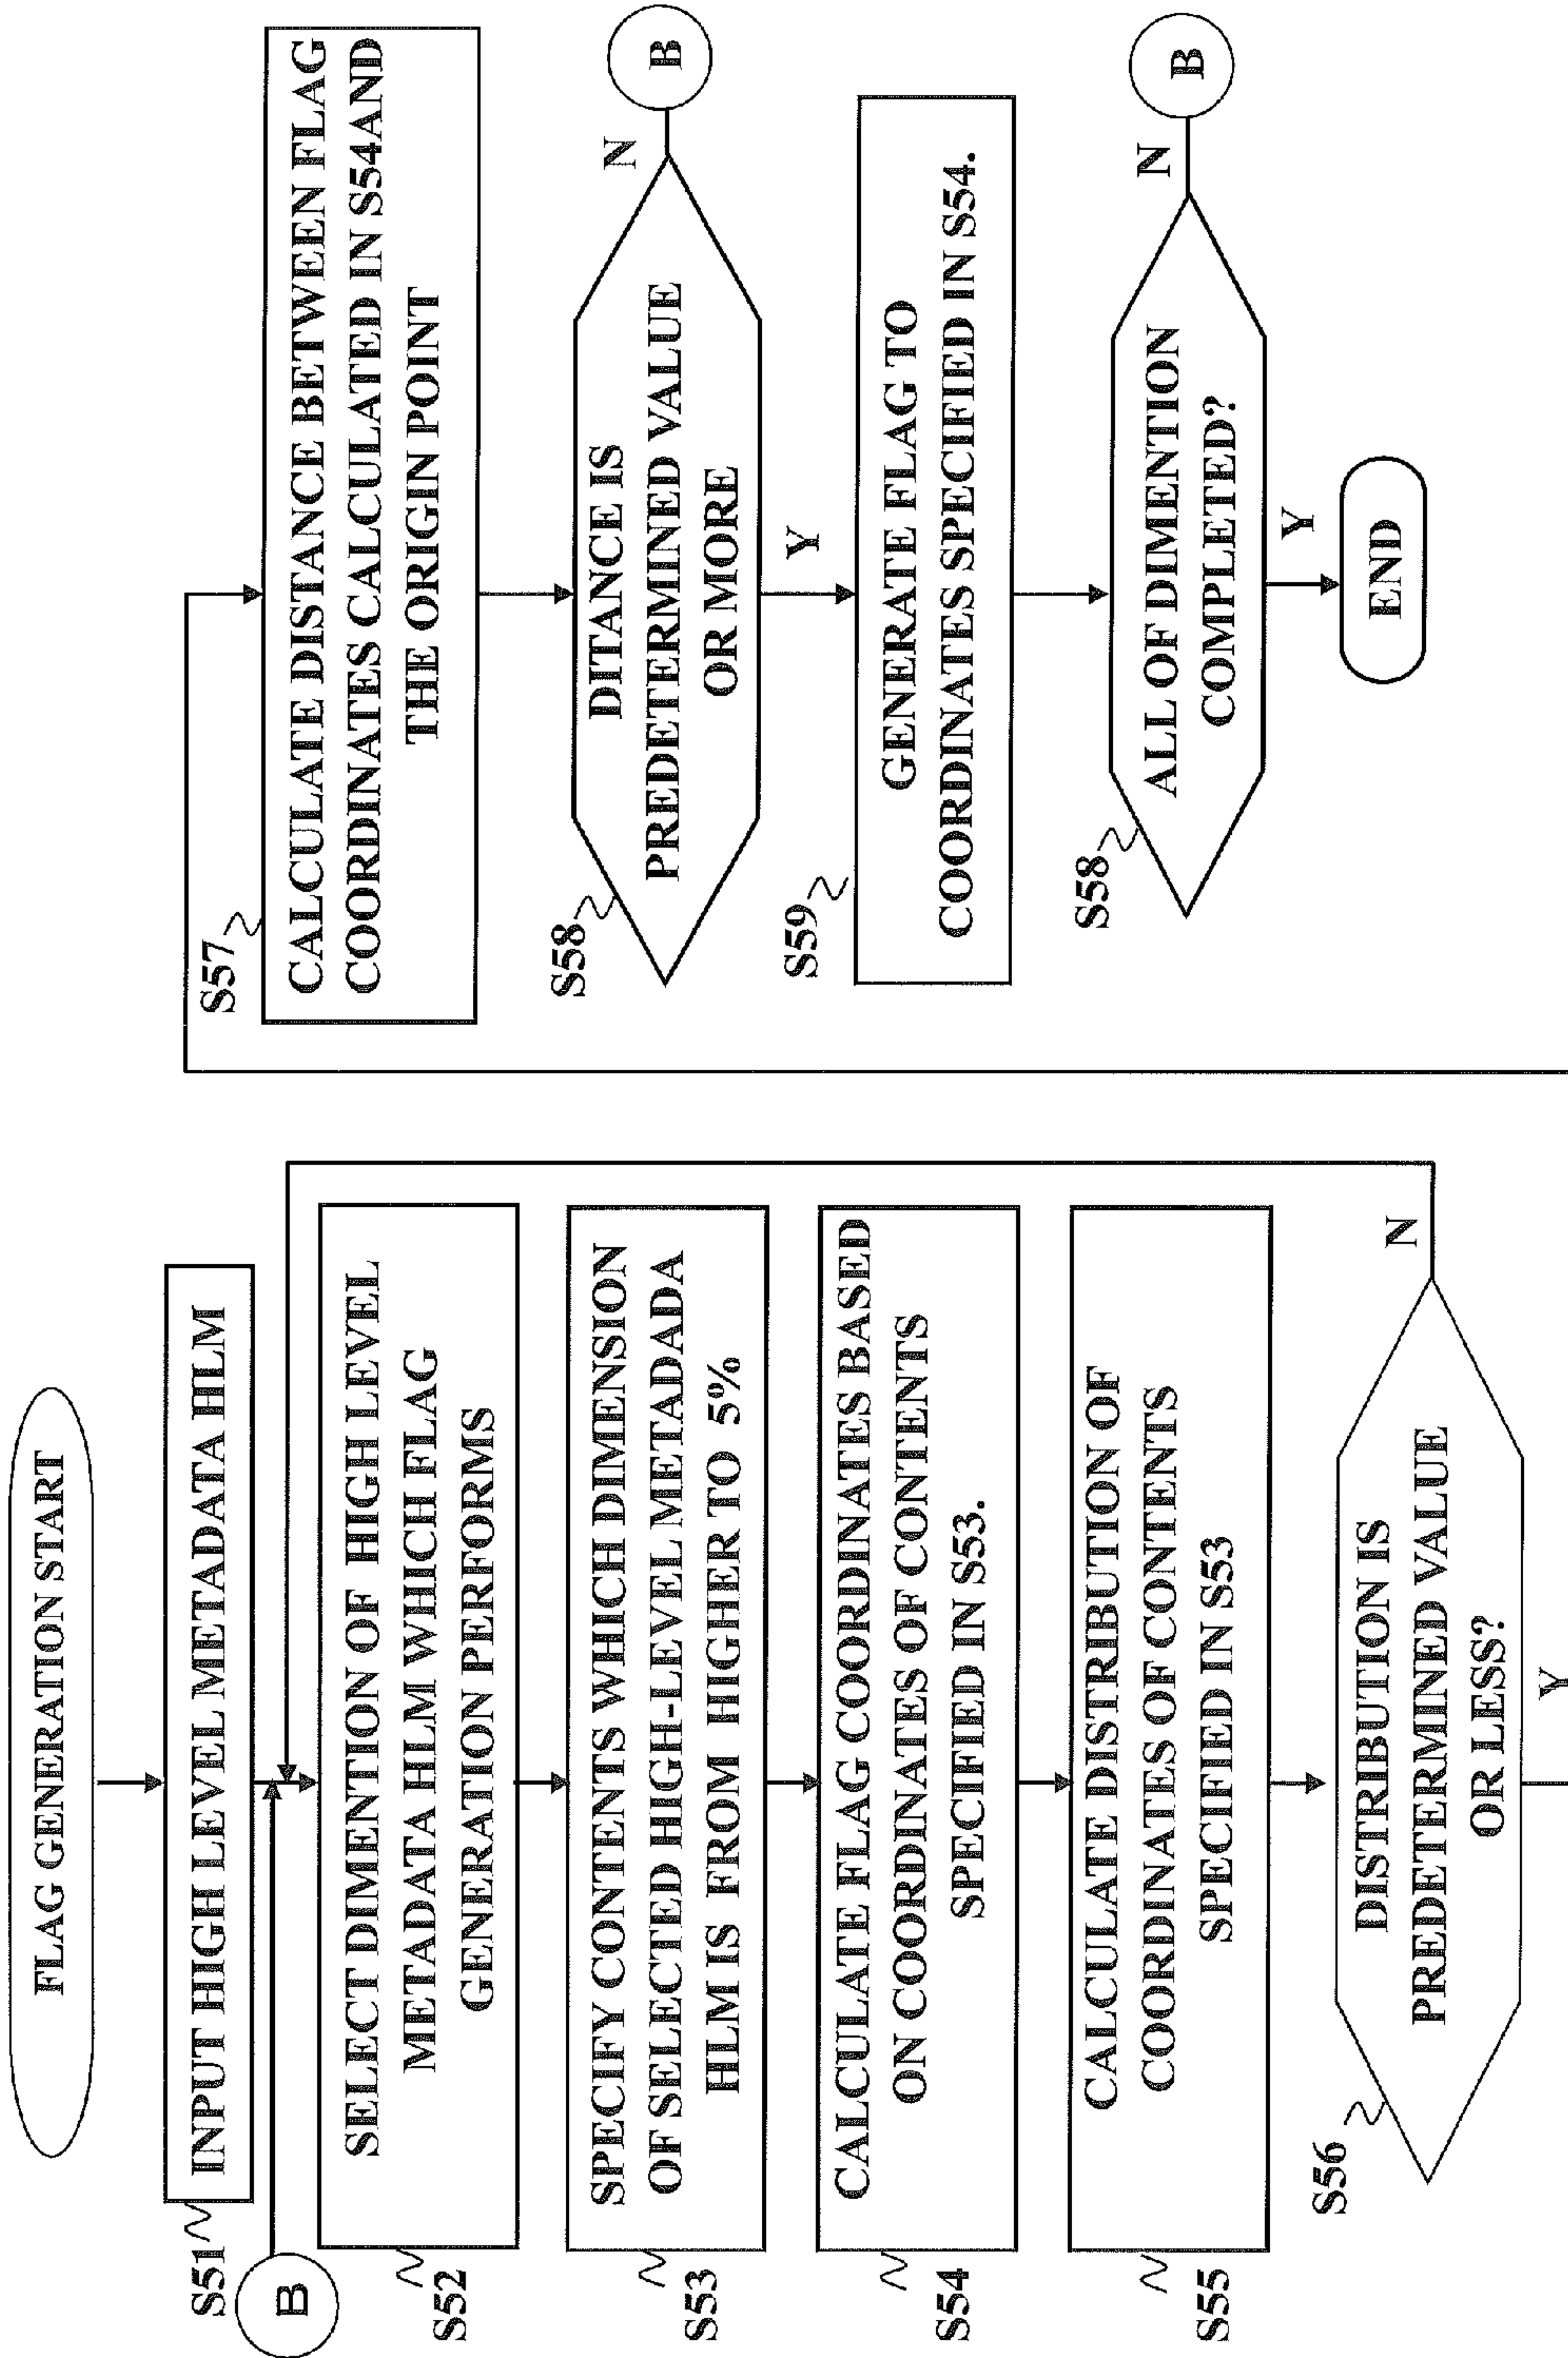 FLAG GENERATION START
S51
INPUT HIGH LEVEL METADATA HLM
B
S52
SELECT DIMENTION OF HIGH LEVEL
METADATA HLM WHICH FLAG
GENERATION PERFORMS
S53
SPECIFY CONTENTS WHICH DIMENSION
OF SELECTED HIGH-LEVEL METADADA
HLM IS FROM HIGHER TO 5%
S54
CALCULATE FLAG COORDINATES BASED
ON COORDINATES OF CONTENTS
SPECIFIED IN S53.
S55
CALCULATE DISTRIBUTION OF
COORDINATES OF CONTENTS
SPECIFIED IN S53
S56
DISTRIBUTION IS
PREDETERMINED VALUE
OR LESS?
N
Y
S57
CALCULATE DISTANCE BETWEEN FLAG
COORDINATES CALCULATED IN S54AND
THE ORIGIN POINT
S58
DITANCE IS
PREDETERMINED VALUE
OR MORE
N
B
Y
S59
GENERATE FLAG TO
COORDINATES SPECIFIED IN S54.
S58
ALL OF DIMENTION
COMPLETED?
N
B
Y
END